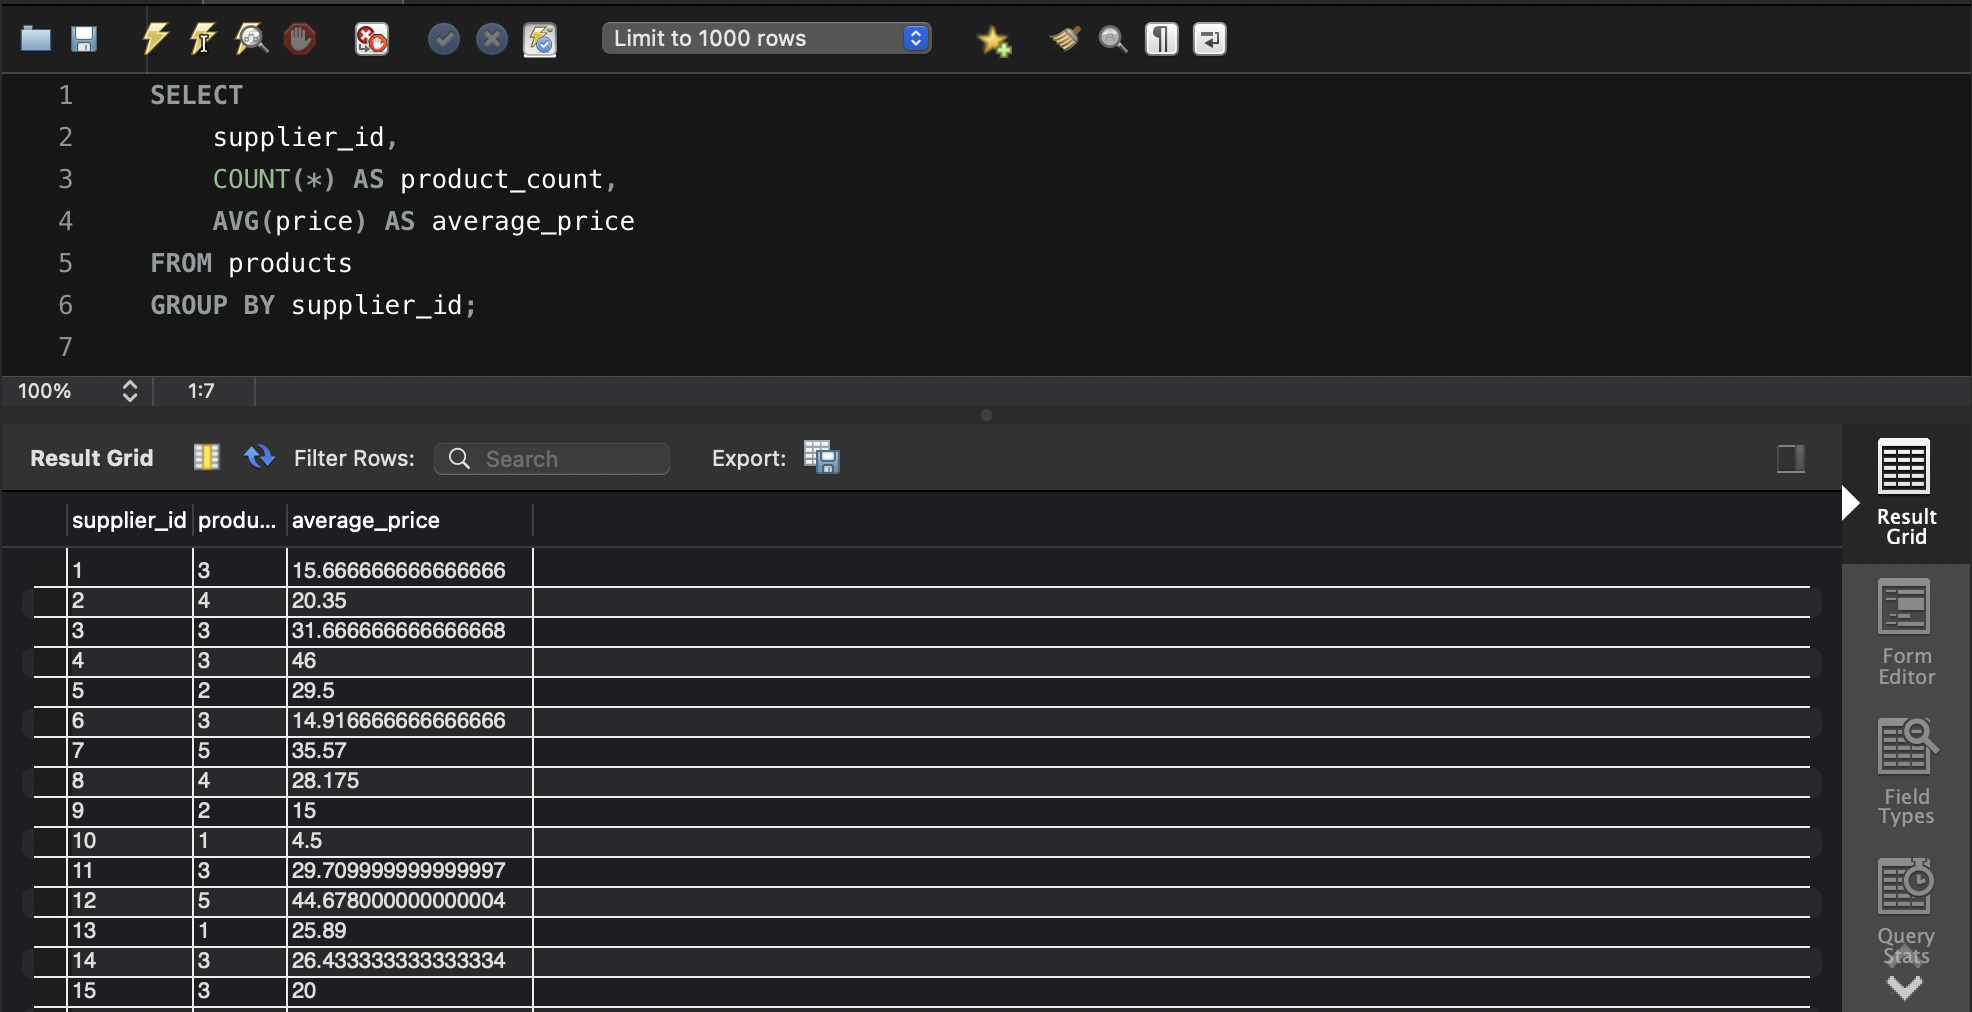 Limit to 1000 rows
1 SELECT
2 supplier_id,
3 COUNT(*) AS product_count,
4 AVG(price) AS average_price
5 FROM products
6 GROUP BY supplier_id;
7
100% 1:7
Result Grid Filter Rows: Search Export:
supplier_id produ... average_price
1 3 15.666666666666666
2 4 20.35
3 3 31.666666666666668
4 3 46
5 2 29.5
6 3 14.916666666666666
7 5 35.57
8 4 28.175
9 2 15
10 1 4.5
11 3 29.709999999999997
12 5 44.678000000000004
13 1 25.89
14 3 26.433333333333334
15 3 20
Result
Grid
Form
Editor
Field
Types
Query
Stats